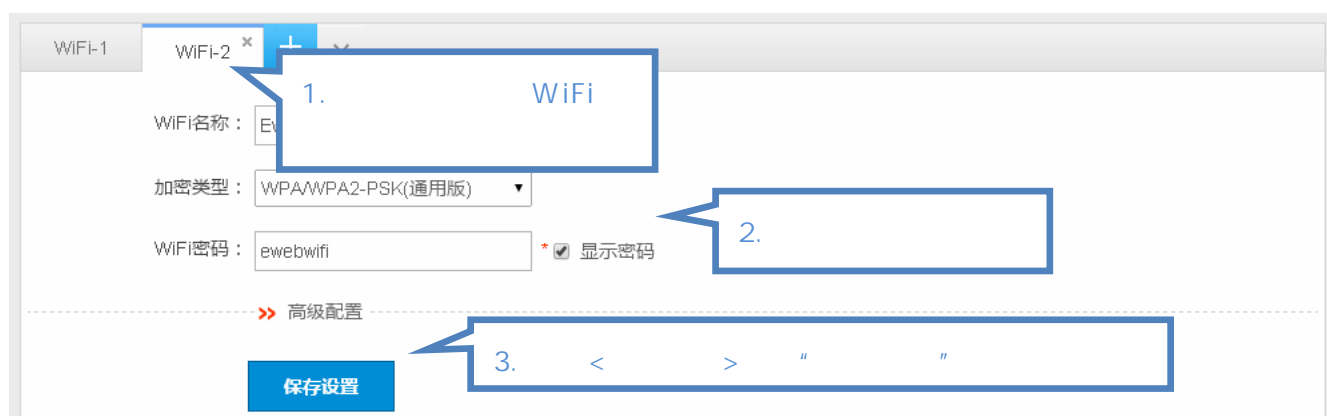 WiFi-1 WiFi-2 × +
1. WiFi
WiFi名称：
加密类型： WPA/WPA2-PSK(通用版)
2.
WiFi密码： ewebwifi * 显示密码
» 高级配置
3. < > “ ”
保存设置